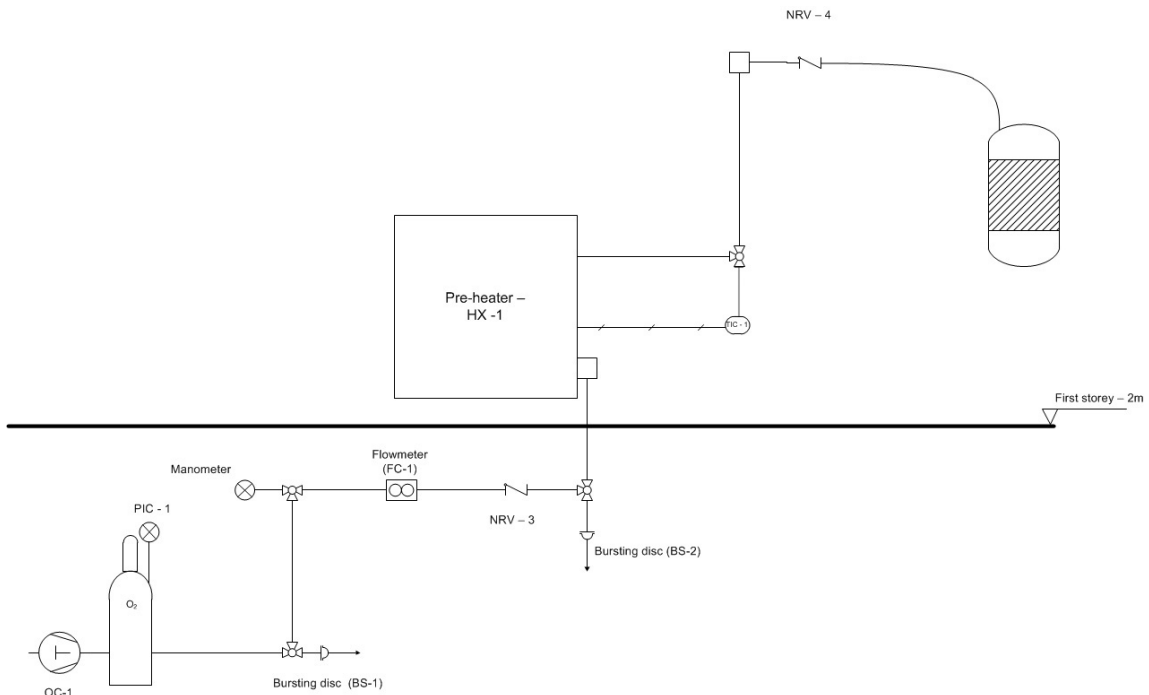 NRV – 4
Pre-heater –
HX -1
TIC - 1
First storey – 2m
Flowmeter
(FC-1)
Manometer
NRV – 3
PIC - 1
Bursting disc (BS-2)
O₂
Bursting disc  (BS-1)
OC-1